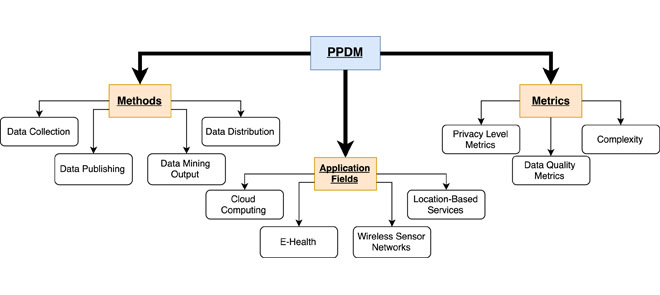 PPDM
Methods
Metrics
Data Collection
Data Distribution
Data Publishing
Data Mining
Output
Privacy Level
Metrics
Complexity
Data Quality
Metrics
Application
Fields
Cloud
Computing
Location-Based
Services
E-Health
Wireless Sensor
Networks